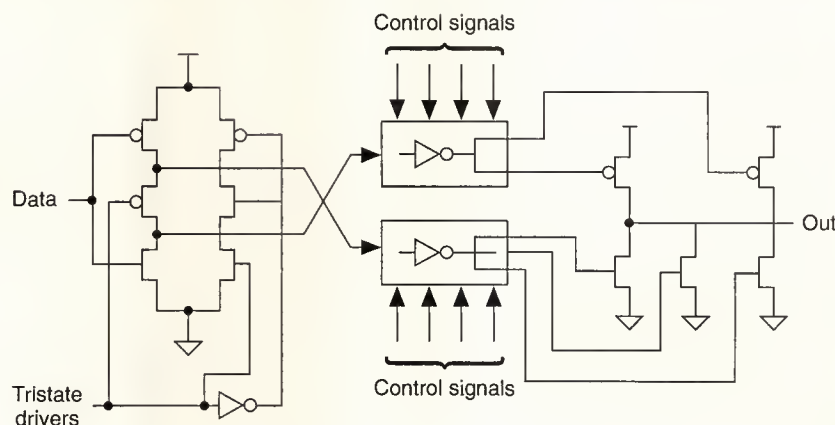 Control signals
Data
Out
Control signals
Tristate
drivers